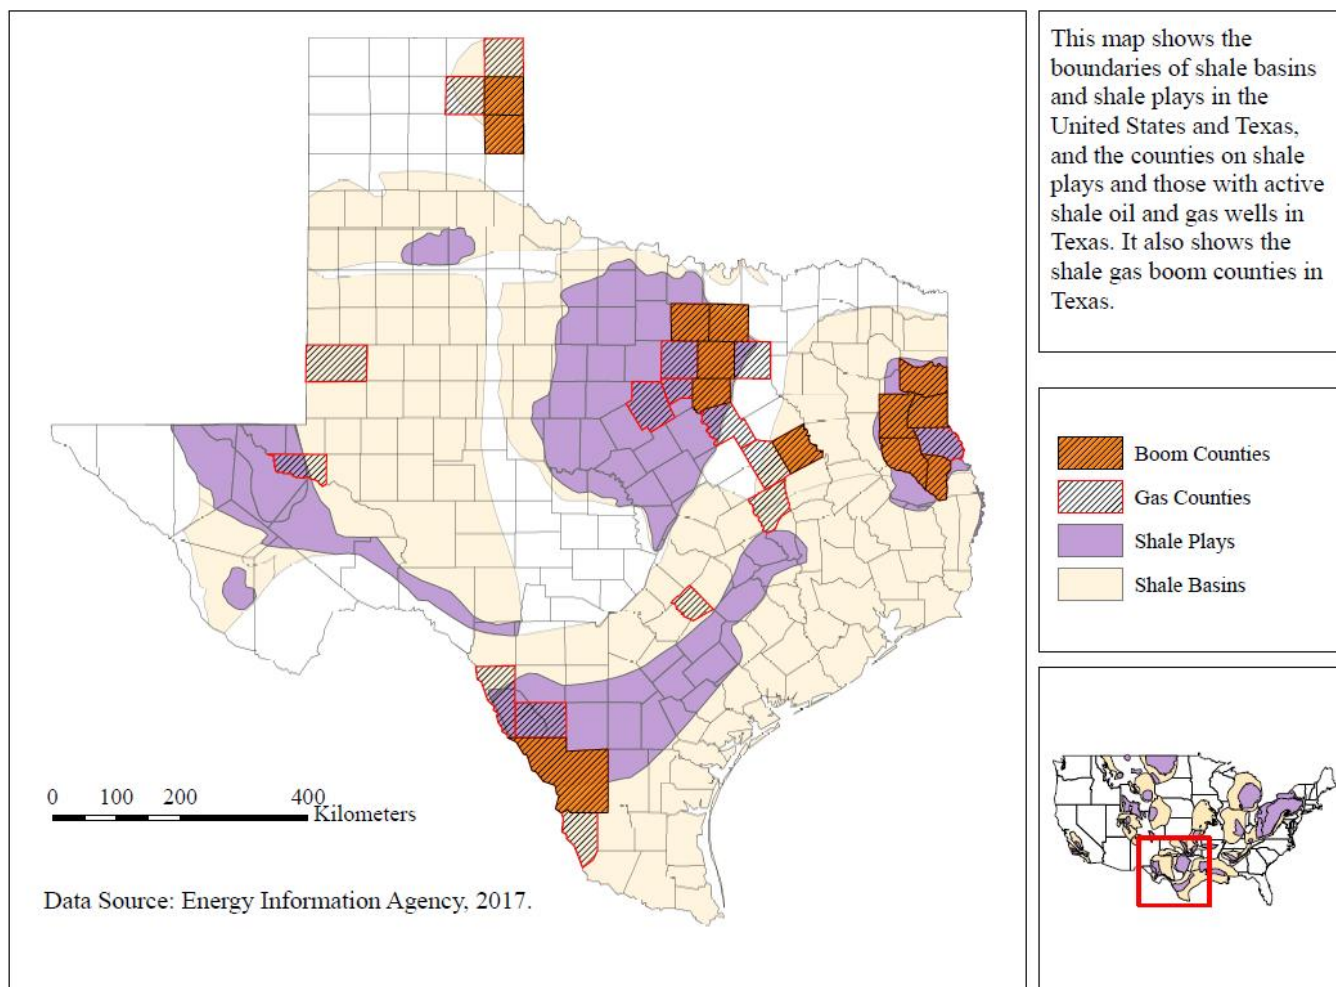 This map shows the
boundaries of shale basins
and shale plays in the
United States and Texas,
and the counties on shale
plays and those with active
shale oil and gas wells in
Texas. It also shows the
shale gas boom counties in
Texas.
Boom Counties
Gas Counties
Shale Plays
Shale Basins
0 100 200 400
Kilometers
Data Source: Energy Information Agency, 2017.